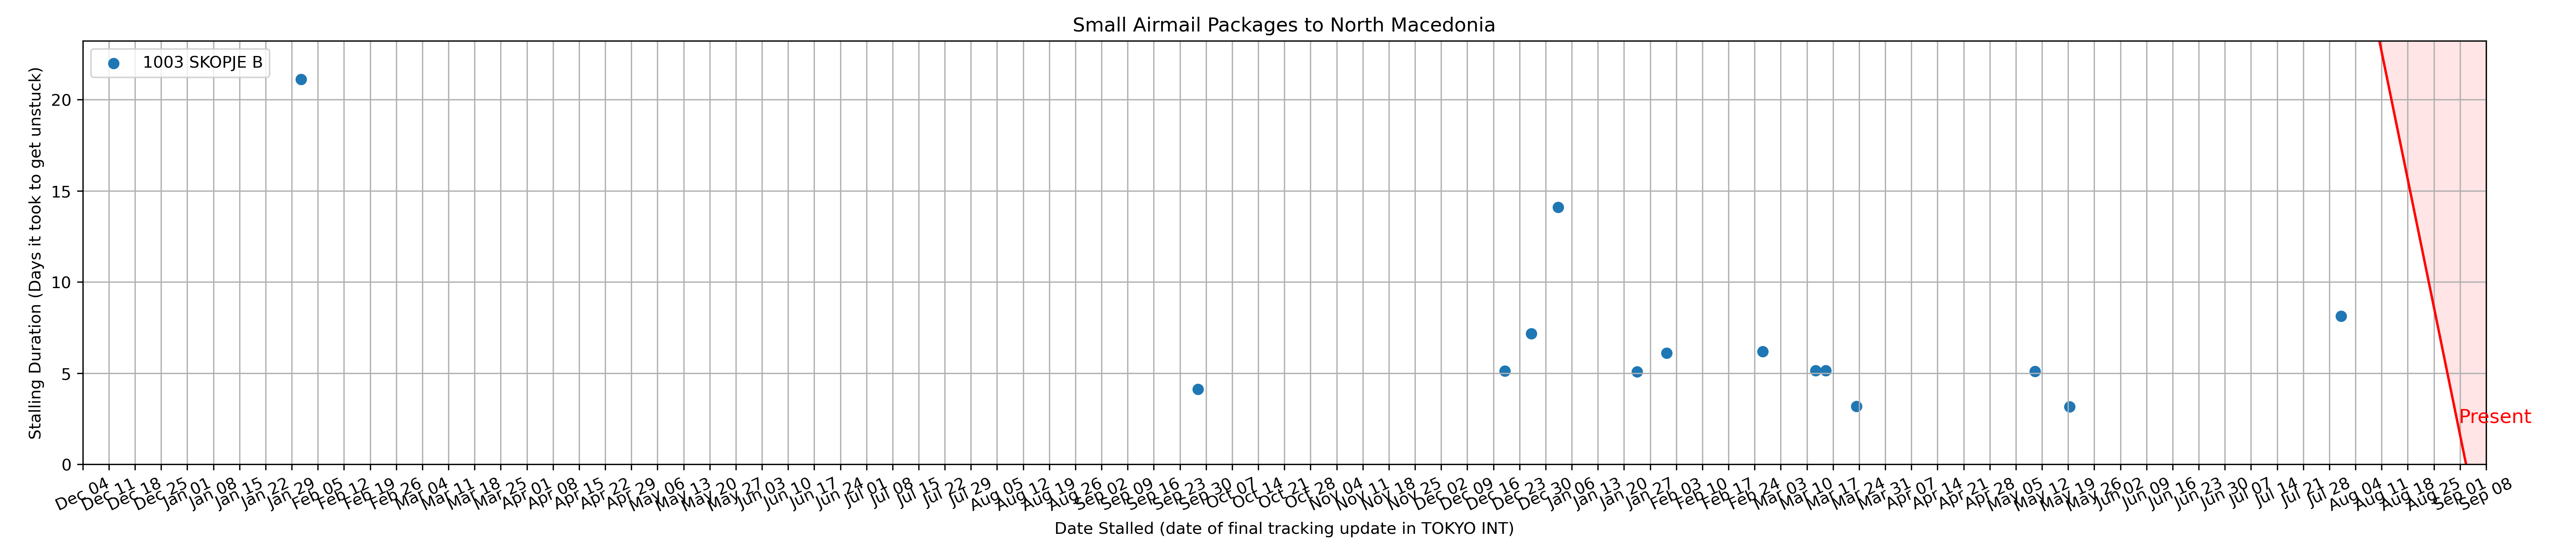 Small Airmail Packages to North Macedonia
1003 SKOPJE B
Stalling Duration (Days it took to get unstuck)
20
15
10
5
0
Present
Dec 04
Dec 11
Dec 18
Dec 25
Jan 01
Jan 08
Jan 15
Jan 22
Jan 29
Feb 05
Feb 12
Feb 19
Feb 26
Mar 04
Mar 11
Mar 18
Mar 25
Apr 01
Apr 08
Apr 15
Apr 22
Apr 29
May 06
May 13
May 20
May 27
Jun 03
Jun 10
Jun 17
Jun 24
Jul 01
Jul 08
Jul 15
Jul 22
Jul 29
Aug 05
Aug 12
Aug 19
Aug 26
Sep 02
Sep 09
Sep 16
Sep 23
Sep 30
Oct 07
Oct 14
Oct 21
Oct 28
Nov 04
Nov 11
Nov 18
Nov 25
Dec 02
Dec 09
Dec 16
Dec 23
Dec 30
Jan 06
Jan 13
Jan 20
Jan 27
Feb 03
Feb 10
Feb 17
Feb 24
Mar 03
Mar 10
Mar 17
Mar 24
Mar 31
Apr 07
Apr 14
Apr 21
Apr 28
May 05
May 12
May 19
May 26
Jun 02
Jun 09
Jun 16
Jun 23
Jun 30
Jul 07
Jul 14
Jul 21
Jul 28
Aug 04
Aug 11
Aug 18
Aug 25
Sep 01
Sep 08
Date Stalled (date of final tracking update in TOKYO INT)